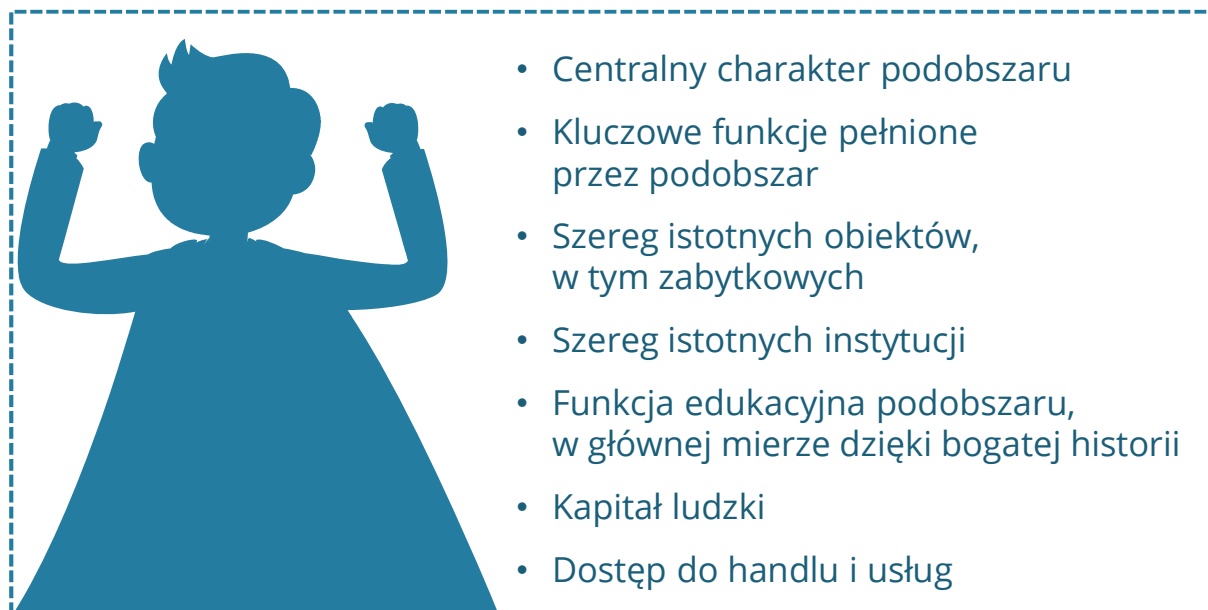 • Centralny charakter podobszaru
• Kluczowe funkcje pełnione
przez podobszar
• Szereg istotnych obiektów,
w tym zabytkowych
• Szereg istotnych instytucji
• Funkcja edukacyjna podobszaru,
w głównej mierze dzięki bogatej historii
• Kapitał ludzki
• Dostęp do handlu i usług